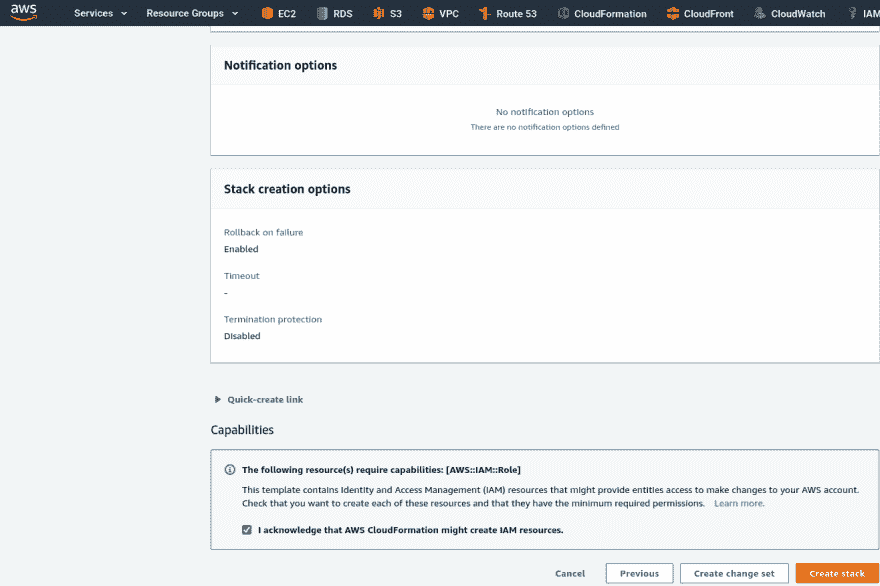 aws Services Resource Groups EC2 RDS S3 VPC Route 53 CloudFormation CloudFront CloudWatch IAM
Notification options
No notification options
There are no notification options defined
Stack creation options
Rollback on failure
Enabled
Timeout
-
Termination protection
Disabled
Quick-create link
Capabilities
The following resource(s) require capabilities: [AWS::IAM::Role]
This template contains Identity and Access Management (IAM) resources that might provide entities access to make changes to your AWS account.
Check that you want to create each of these resources and that they have the minimum required permissions. Learn more.
I acknowledge that AWS CloudFormation might create IAM resources.
Cancel Previous Create change set Create stack